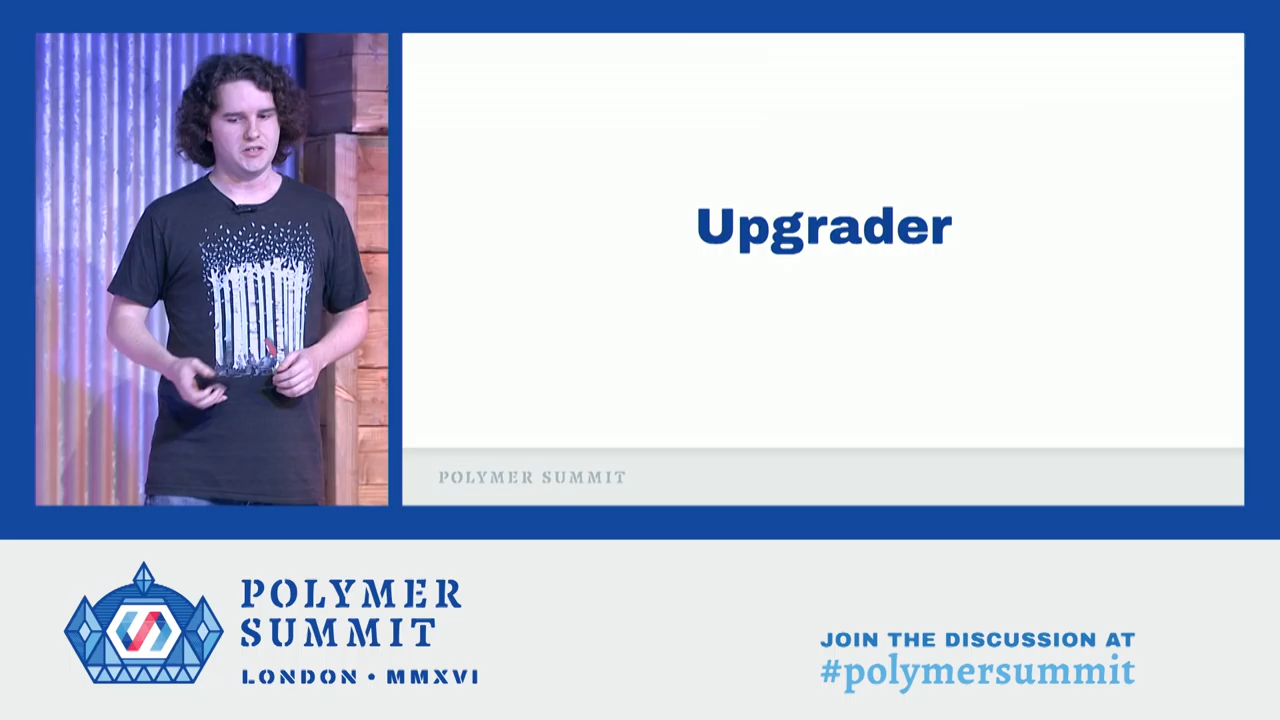 Upgrader
POLYMER SUMMIT
POLYMER
SUMMIT
LONDON • MMXVI
JOIN THE DISCUSSION AT
#polymersummit